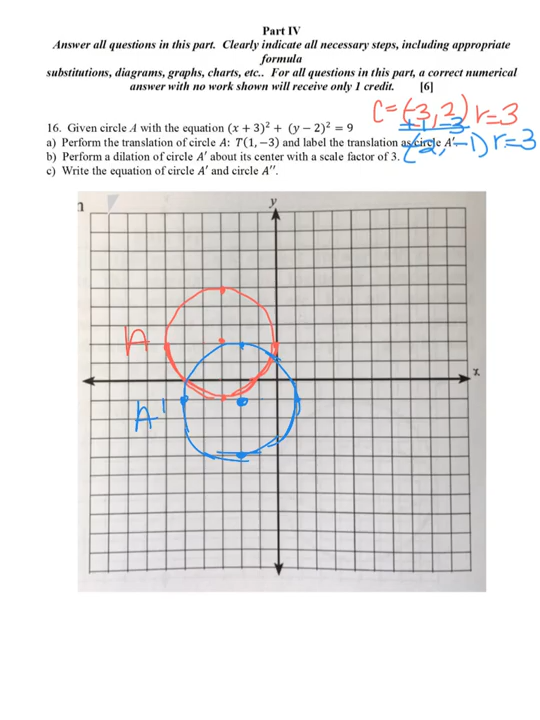 Part IV
Answer all questions in this part. Clearly indicate all necessary steps, including appropriate
formula
substitutions, diagrams, graphs, charts, etc.. For all questions in this part, a correct numerical
answer with no work shown will receive only 1 credit. [6]
C=(-3,2) r=3
+1 -3
16. Given circle A with the equation (x + 3)² + (y − 2)² = 9
a) Perform the translation of circle A: T(1, −3) and label the translation as circle A′.
(-2,-1) r=3
b) Perform a dilation of circle A′ about its center with a scale factor of 3.
c) Write the equation of circle A′ and circle A′′.
y
A
x
A'